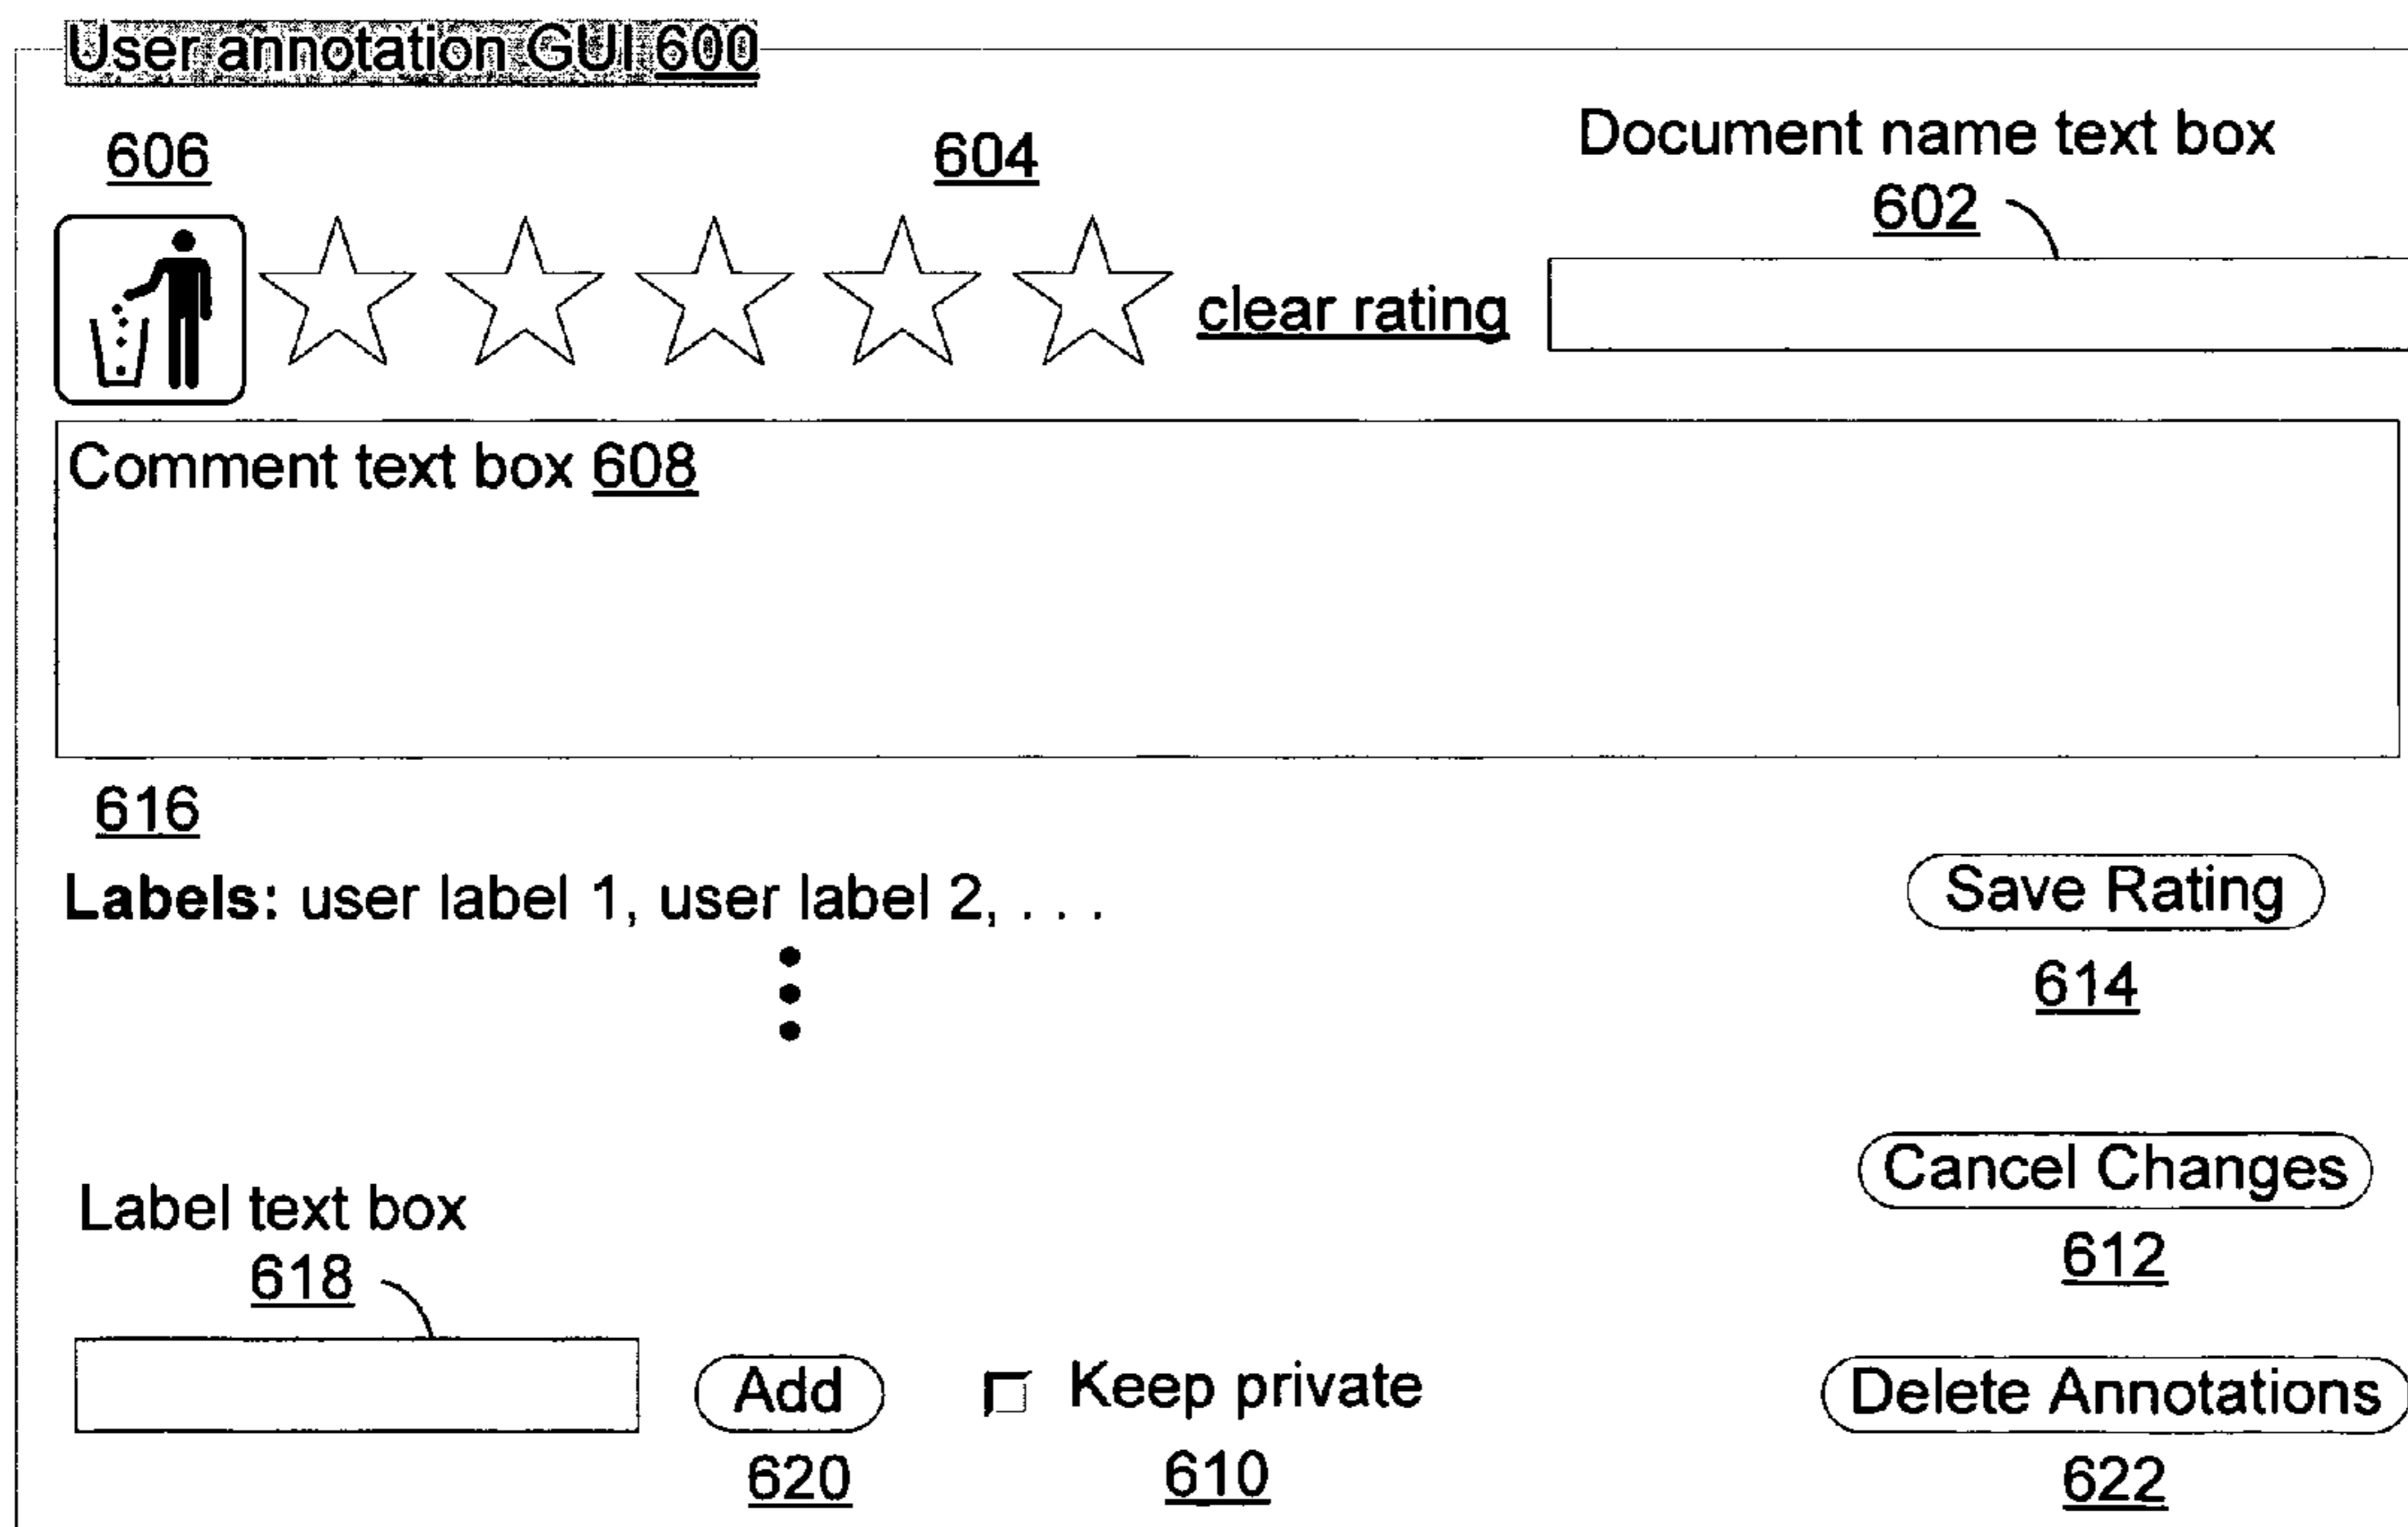 User annotation GUI 600
606
604
Document name text box
602
clear rating
Comment text box 608
616
Labels: user label 1, user label 2, . . .
Save Rating
614
Cancel Changes
612
Label text box
618
Add
Keep private
Delete Annotations
620
610
622